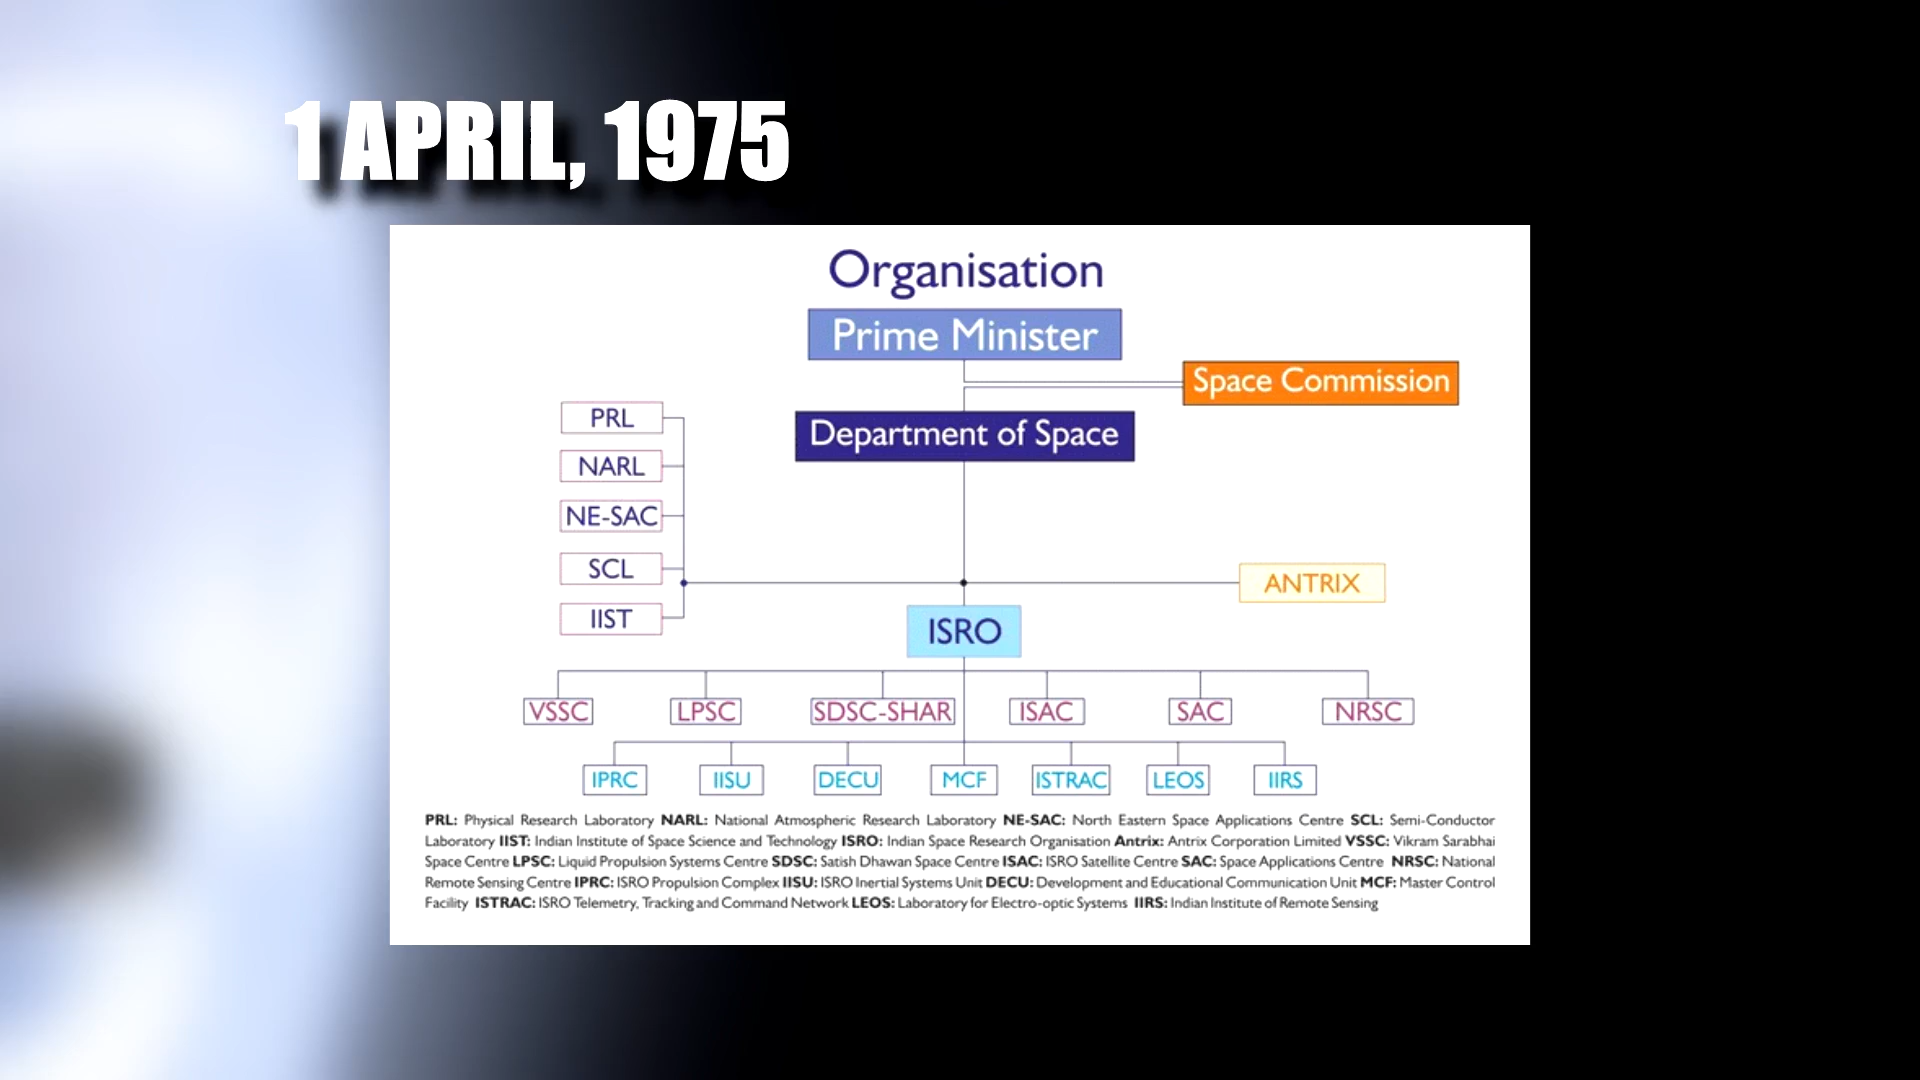 1 APRIL, 1975
Organisation
Prime Minister
Space Commission
Department of Space
PRL
NARL
NE-SAC
SCL
IIST
ANTRIX
ISRO
VSSC LPSC SDSC-SHAR ISAC SAC NRSC
IPRC IISU DECU MCF ISTRAC LEOS IIRS
PRL: Physical Research Laboratory NARL: National Atmospheric Research Laboratory NE-SAC: North Eastern Space Applications Centre SCL: Semi-Conductor
Laboratory IIST: Indian Institute of Space Science and Technology ISRO: Indian Space Research Organisation Antrix: Antrix Corporation Limited VSSC: Vikram Sarabhai
Space Centre LPSC: Liquid Propulsion Systems Centre SDSC: Satish Dhawan Space Centre ISAC: ISRO Satellite Centre SAC: Space Applications Centre NRSC: National
Remote Sensing Centre IPRC: ISRO Propulsion Complex IISU: ISRO Inertial Systems Unit DECU: Development and Educational Communication Unit MCF: Master Control
Facility ISTRAC: ISRO Telemetry, Tracking and Command Network LEOS: Laboratory for Electro-optic Systems IIRS: Indian Institute of Remote Sensing